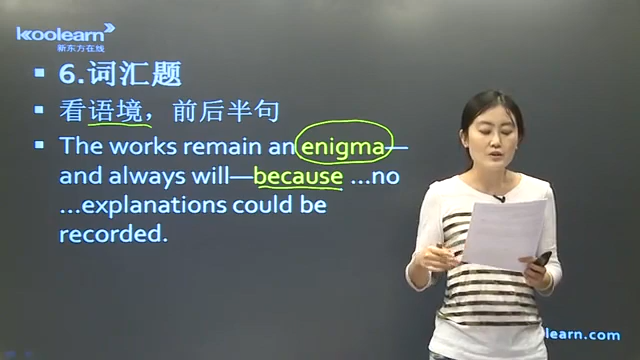 koolearn
新东方在线
6.词汇题
看语境，前后半句
The works remain an enigma—
and always will—because ...no
...explanations could be
recorded.
learn.com